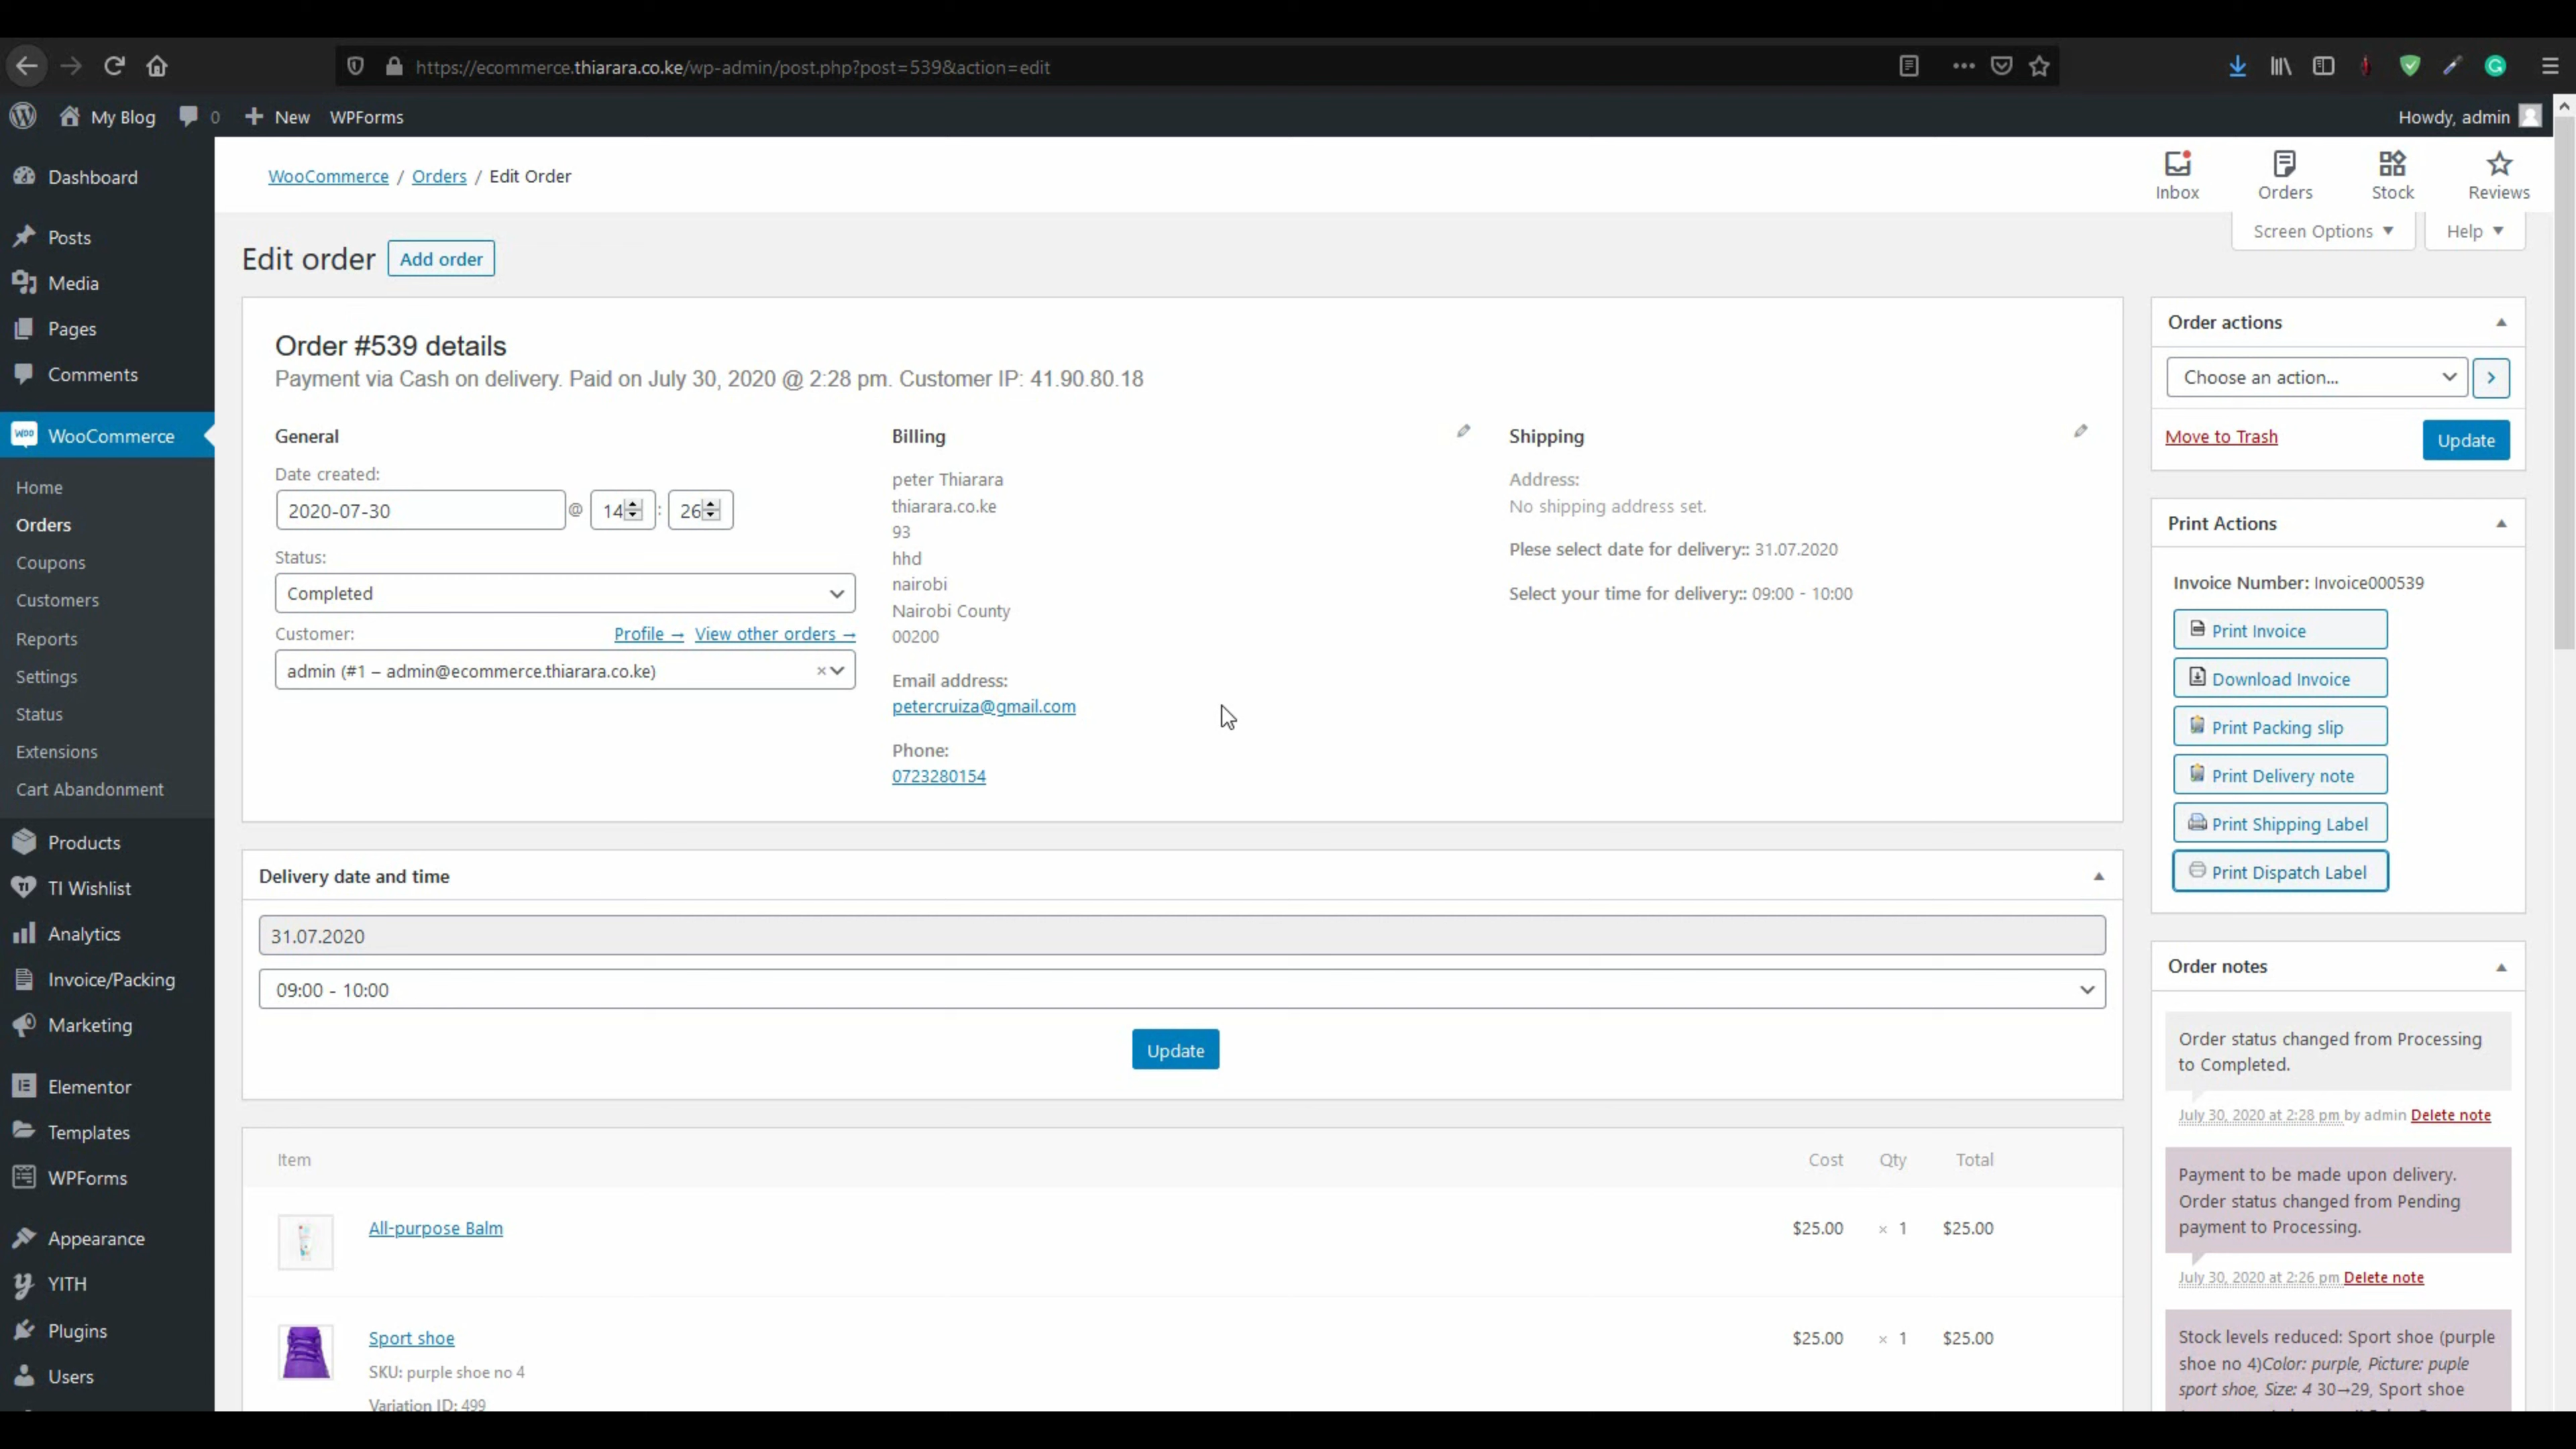 https://ecommerce.thiarara.co.ke/wp-admin/post.php?post=539&action=edit
My Blog 0 New WPForms
Howdy, admin
Dashboard
Posts
Media
Pages
Comments
WooCommerce
Home
Orders
Coupons
Customers
Reports
Settings
Status
Extensions
Cart Abandonment
Products
TI Wishlist
Analytics
Invoice/Packing
Marketing
Elementor
Templates
WPForms
Appearance
YITH
Plugins
Users
WooCommerce / Orders / Edit Order
Inbox
Orders
Stock
Reviews
Screen Options
Help
Edit order Add order
Order #539 details
Payment via Cash on delivery. Paid on July 30, 2020 @ 2:28 pm. Customer IP: 41.90.80.18
General
Date created:
2020-07-30 @ 14 : 26
Status:
Completed
Customer: Profile → View other orders →
admin (#1 – admin@ecommerce.thiarara.co.ke) ×
Billing
peter Thiarara
thiarara.co.ke
93
hhd
nairobi
Nairobi County
00200
Email address:
petercruiza@gmail.com
Phone:
0723280154
Shipping
Address:
No shipping address set.
Plese select date for delivery:: 31.07.2020
Select your time for delivery:: 09:00 - 10:00
Delivery date and time
31.07.2020
09:00 - 10:00
Update
Item Cost Qty Total
All-purpose Balm $25.00 × 1 $25.00
Sport shoe $25.00 × 1 $25.00
SKU: purple shoe no 4
Variation ID: 499
Order actions
Choose an action...
Move to Trash Update
Print Actions
Invoice Number: Invoice000539
Print Invoice
Download Invoice
Print Packing slip
Print Delivery note
Print Shipping Label
Print Dispatch Label
Order notes
Order status changed from Processing
to Completed.
July 30, 2020 at 2:28 pm by admin Delete note
Payment to be made upon delivery.
Order status changed from Pending
payment to Processing.
July 30, 2020 at 2:26 pm Delete note
Stock levels reduced: Sport shoe (purple
shoe no 4)Color: purple, Picture: puple
sport shoe, Size: 4 30→29, Sport shoe